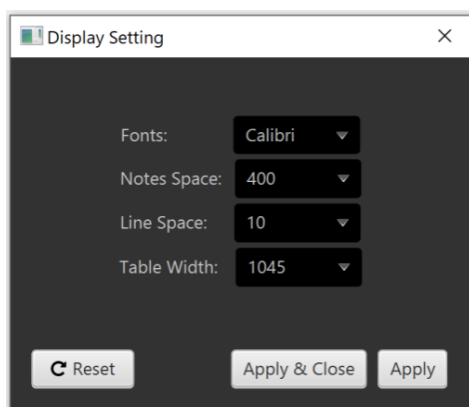 Display Setting
Fonts: Calibri
Notes Space: 400
Line Space: 10
Table Width: 1045
Reset Apply & Close Apply